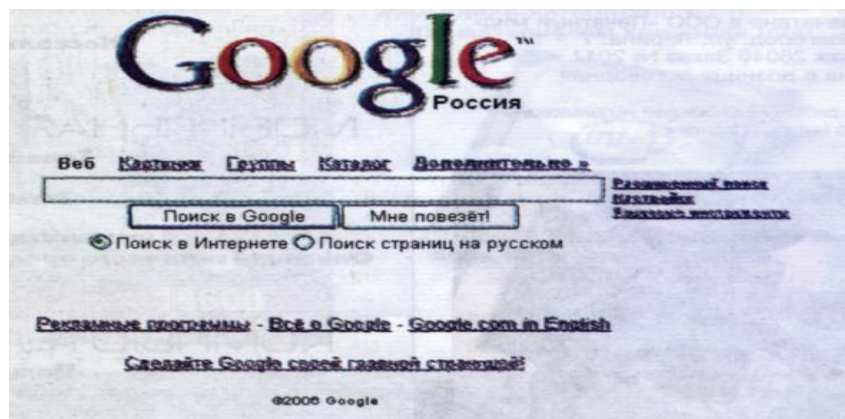 Google™
Россия
Веб Картинки Группы Каталог Дополнительно »
Расширенный поиск
Настройки
Языковые инструменты
Поиск в Google Мне повезёт!
Поиск в Интернете Поиск страниц на русском
Рекламные программы - Всё о Google - Google.com in English
Сделайте Google своей главной страницей!
©2006 Google